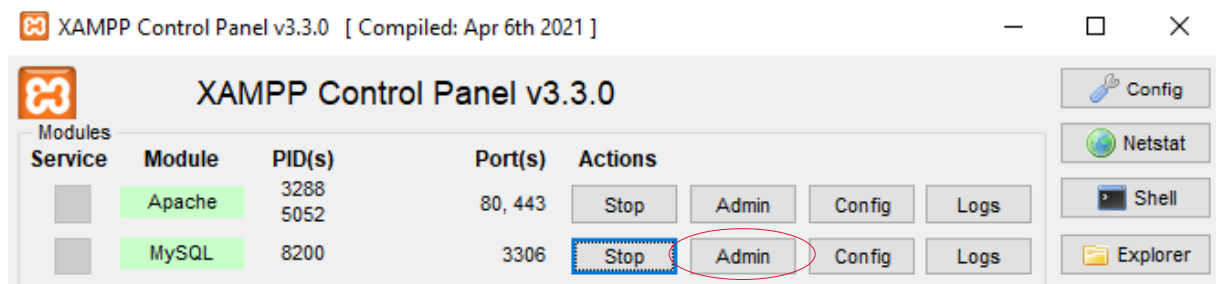 XAMPP Control Panel v3.3.0 [ Compiled: Apr 6th 2021 ]
XAMPP Control Panel v3.3.0
Config
Modules
Netstat
Service Module PID(s) Port(s) Actions
Apache 3288 5052 80, 443 Stop Admin Config Logs
Shell
MySQL 8200 3306 Stop Admin Config Logs
Explorer